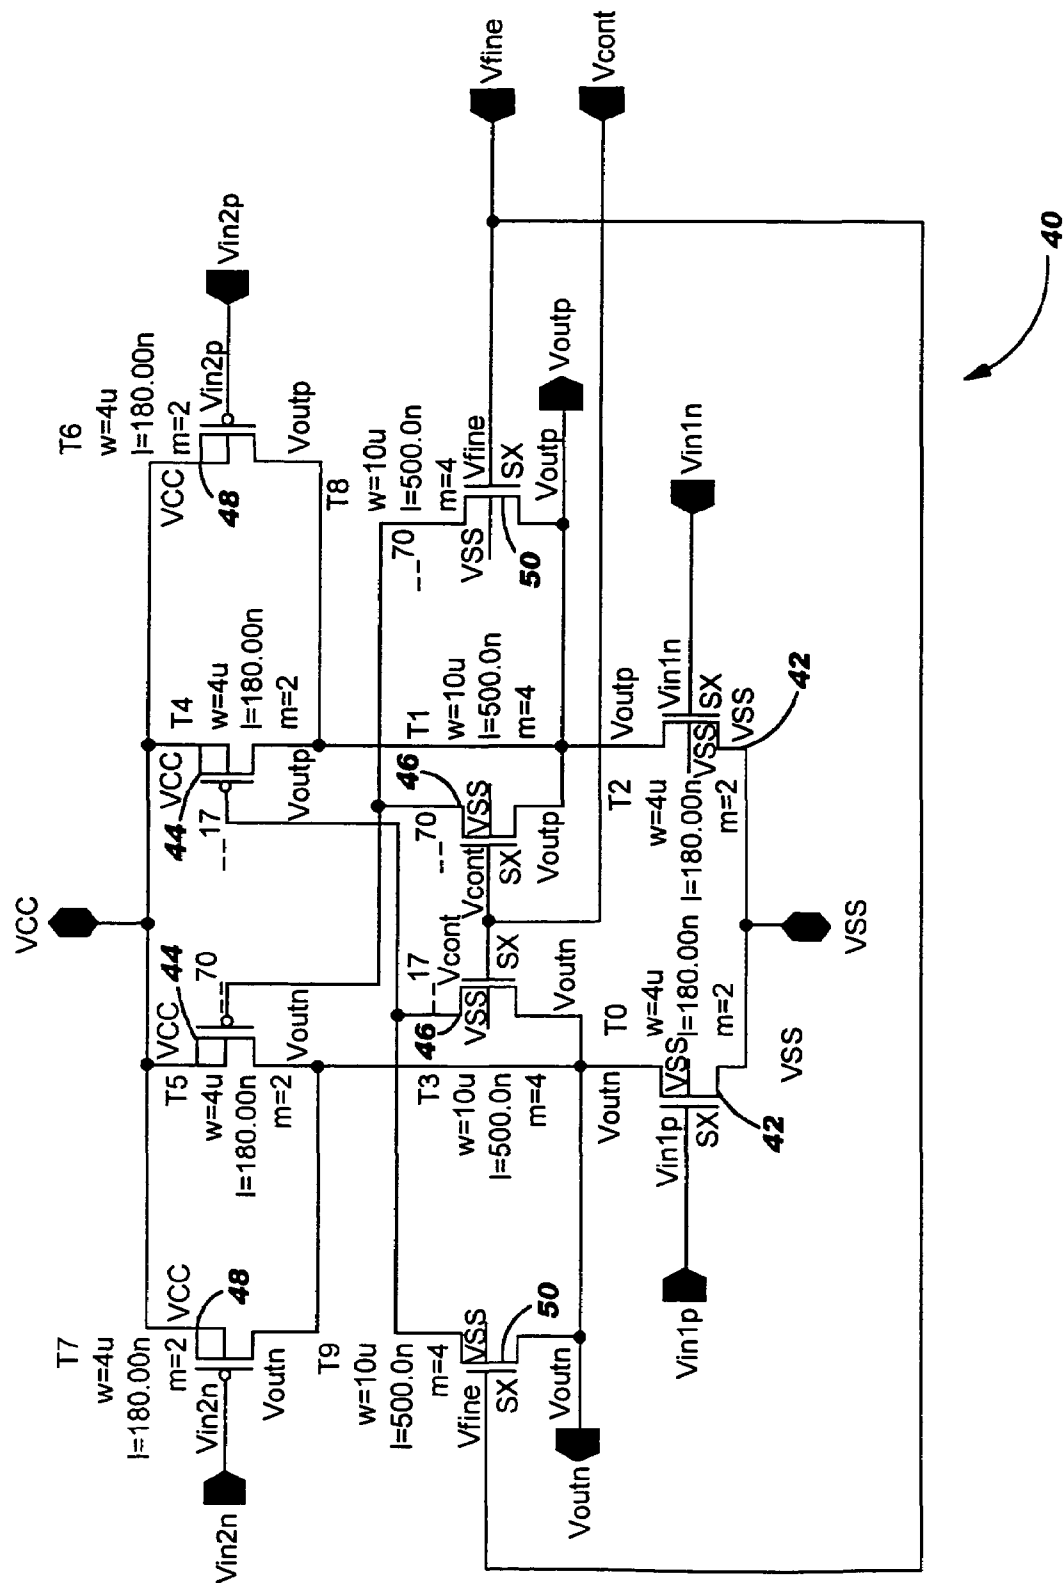 VCC
T7
w=4u
l=180.00n
m=2
VCC
48
Vin2n
Vin2n
Voutn
T5
w=4u
l=180.00n
m=2
VCC
44
__70
Voutn
T4
w=4u
l=180.00n
m=2
VCC
44
__17
Voutp
T6
w=4u
l=180.00n
m=2
VCC
48
Vin2p
Vin2p
Voutp
T9
w=10u
l=500.0n
m=4
Vfine
VSS
SX
50
Voutn
Voutn
T3
w=10u
l=500.0n
m=4
46
__17
VSS
Vcont
SX
Voutn
T1
w=10u
l=500.0n
m=4
46
__70
VSS
Vcont
SX
Voutp
T8
w=10u
l=500.0n
m=4
__70
VSS
Vfine
SX
50
Voutp
Voutp
Vfine
Vcont
Voutn
T0
w=4u
l=180.00n
m=2
Vin1p
Vin1p
VSS
SX
42
VSS
Voutp
T2
w=4u
l=180.00n
m=2
Vin1n
Vin1n
VSS
SX
VSS
42
VSS
40